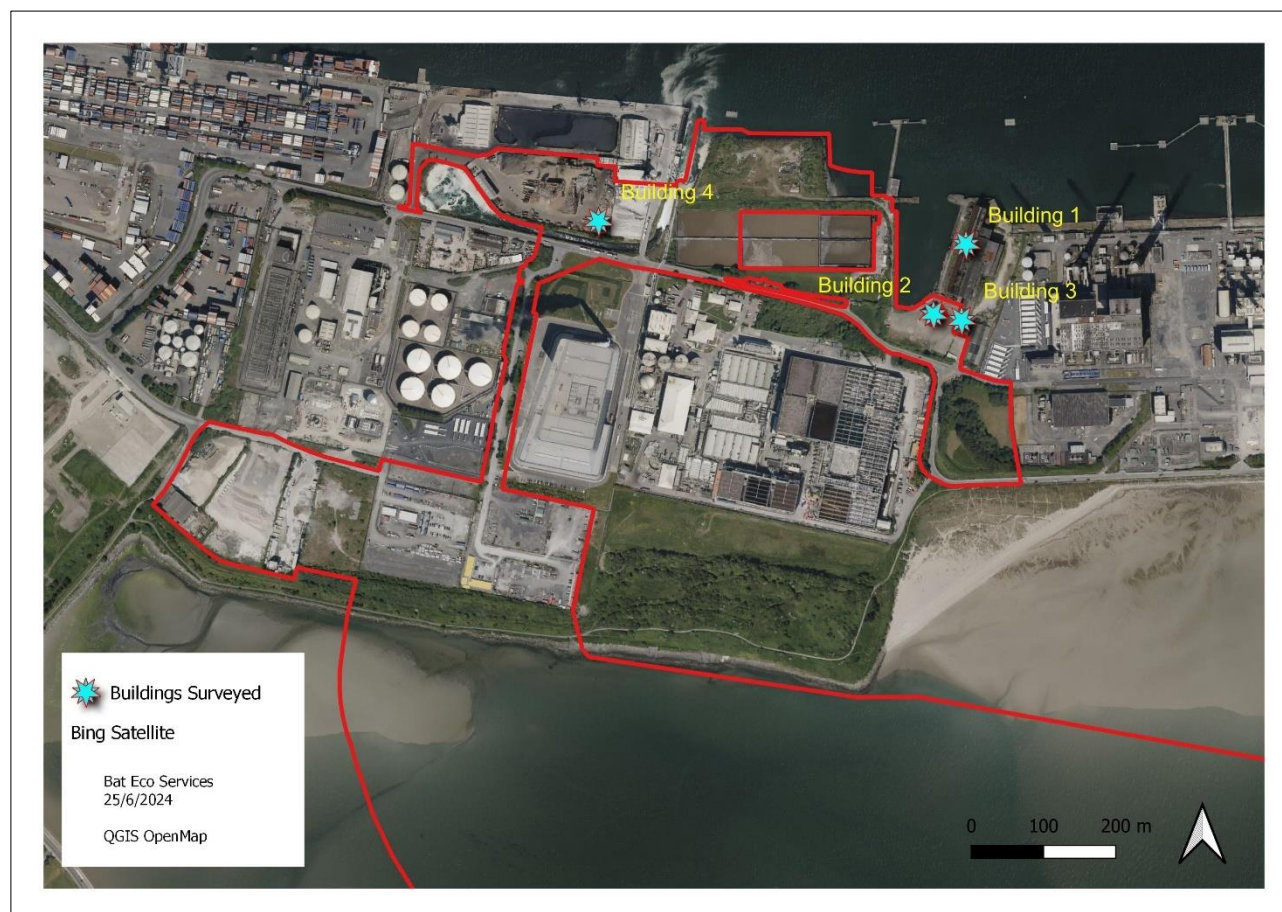 Building 4
Building 1
Building 2
Building 3
Buildings Surveyed
Bing Satellite
Bat Eco Services
25/6/2024
QGIS OpenMap
0 100 200 m